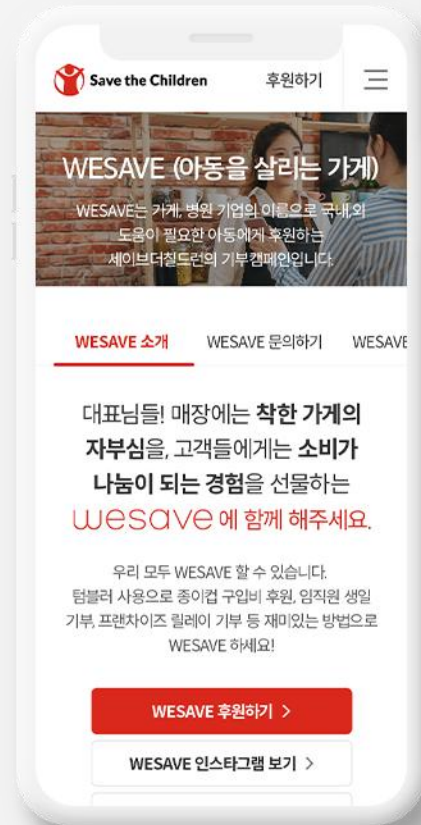 Save the Children
후원하기
WESAVE (아동을 살리는 가게)
WESAVE는 가게, 병원 기업의 이름으로 국내,외
도움이 필요한 아동에게 후원하는
세이브더칠드런의 기부캠페인입니다.
WESAVE 소개
WESAVE 문의하기
WESAVE
대표님들! 매장에는 착한 가게의
자부심을, 고객들에게는 소비가
나눔이 되는 경험을 선물하는
wesave에 함께 해주세요.
우리 모두 WESAVE 할 수 있습니다.
텀블러 사용으로 종이컵 구입비 후원, 임직원 생일
기부, 프랜차이즈 릴레이 기부 등 재미있는 방법으로
WESAVE 하세요!
WESAVE 후원하기 >
WESAVE 인스타그램 보기 >